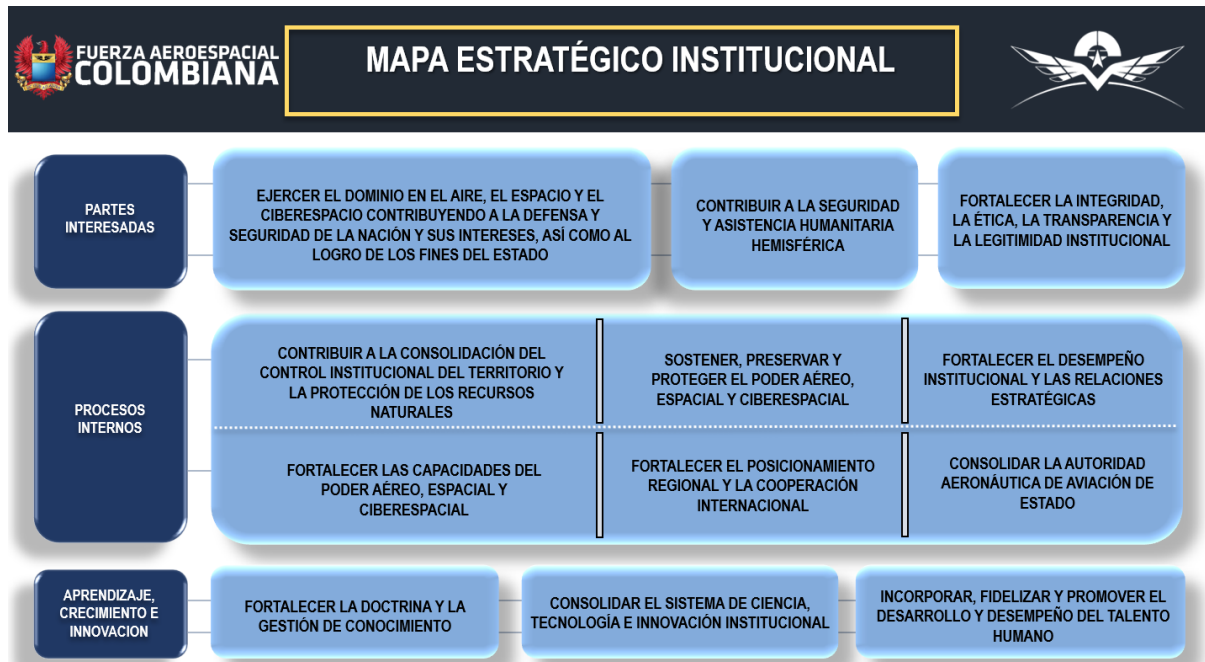 FUERZA AEROESPACIAL
COLOMBIANA
MAPA ESTRATÉGICO INSTITUCIONAL
PARTES
INTERESADAS
EJERCER EL DOMINIO EN EL AIRE, EL ESPACIO Y EL
CIBERESPACIO CONTRIBUYENDO A LA DEFENSA Y
SEGURIDAD DE LA NACIÓN Y SUS INTERESES, ASÍ COMO AL
LOGRO DE LOS FINES DEL ESTADO
CONTRIBUIR A LA SEGURIDAD
Y ASISTENCIA HUMANITARIA
HEMISFÉRICA
FORTALECER LA INTEGRIDAD,
LA ÉTICA, LA TRANSPARENCIA Y
LA LEGITIMIDAD INSTITUCIONAL
PROCESOS
INTERNOS
CONTRIBUIR A LA CONSOLIDACIÓN DEL
CONTROL INSTITUCIONAL DEL TERRITORIO Y
LA PROTECCIÓN DE LOS RECURSOS
NATURALES
SOSTENER, PRESERVAR Y
PROTEGER EL PODER AÉREO,
ESPACIAL Y CIBERESPACIAL
FORTALECER EL DESEMPEÑO
INSTITUCIONAL Y LAS RELACIONES
ESTRATÉGICAS
FORTALECER LAS CAPACIDADES DEL
PODER AÉREO, ESPACIAL Y
CIBERESPACIAL
FORTALECER EL POSICIONAMIENTO
REGIONAL Y LA COOPERACIÓN
INTERNACIONAL
CONSOLIDAR LA AUTORIDAD
AERONÁUTICA DE AVIACIÓN DE
ESTADO
APRENDIZAJE,
CRECIMIENTO E
INNOVACION
FORTALECER LA DOCTRINA Y LA
GESTIÓN DE CONOCIMIENTO
CONSOLIDAR EL SISTEMA DE CIENCIA,
TECNOLOGÍA E INNOVACIÓN INSTITUCIONAL
INCORPORAR, FIDELIZAR Y PROMOVER EL
DESARROLLO Y DESEMPEÑO DEL TALENTO
HUMANO